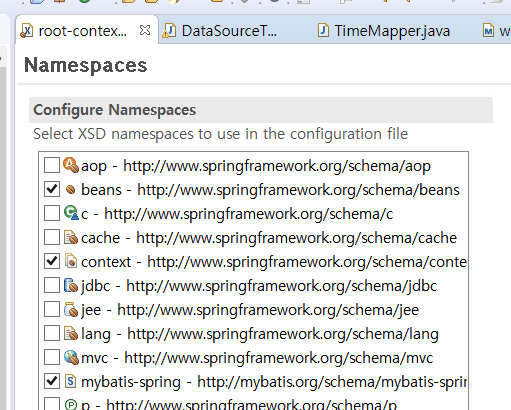 root-contex... DataSourceT... TimeMapper.java w
Namespaces
Configure Namespaces
Select XSD namespaces to use in the configuration file
aop - http://www.springframework.org/schema/aop
beans - http://www.springframework.org/schema/beans
c - http://www.springframework.org/schema/c
cache - http://www.springframework.org/schema/cache
context - http://www.springframework.org/schema/conte
jdbc - http://www.springframework.org/schema/jdbc
jee - http://www.springframework.org/schema/jee
lang - http://www.springframework.org/schema/lang
mvc - http://www.springframework.org/schema/mvc
mybatis-spring - http://mybatis.org/schema/mybatis-sprin
p - http://www.springframework.org/schema/p